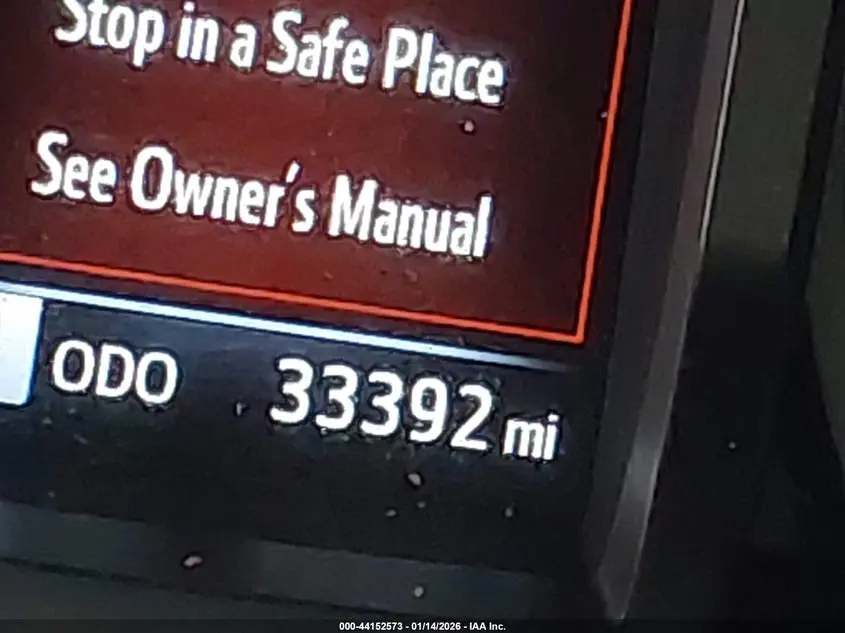 Stop in a Safe Place
See Owner's Manual
ODO 33392 mi
000-44152573 - 01/14/2026 - IAA Inc.